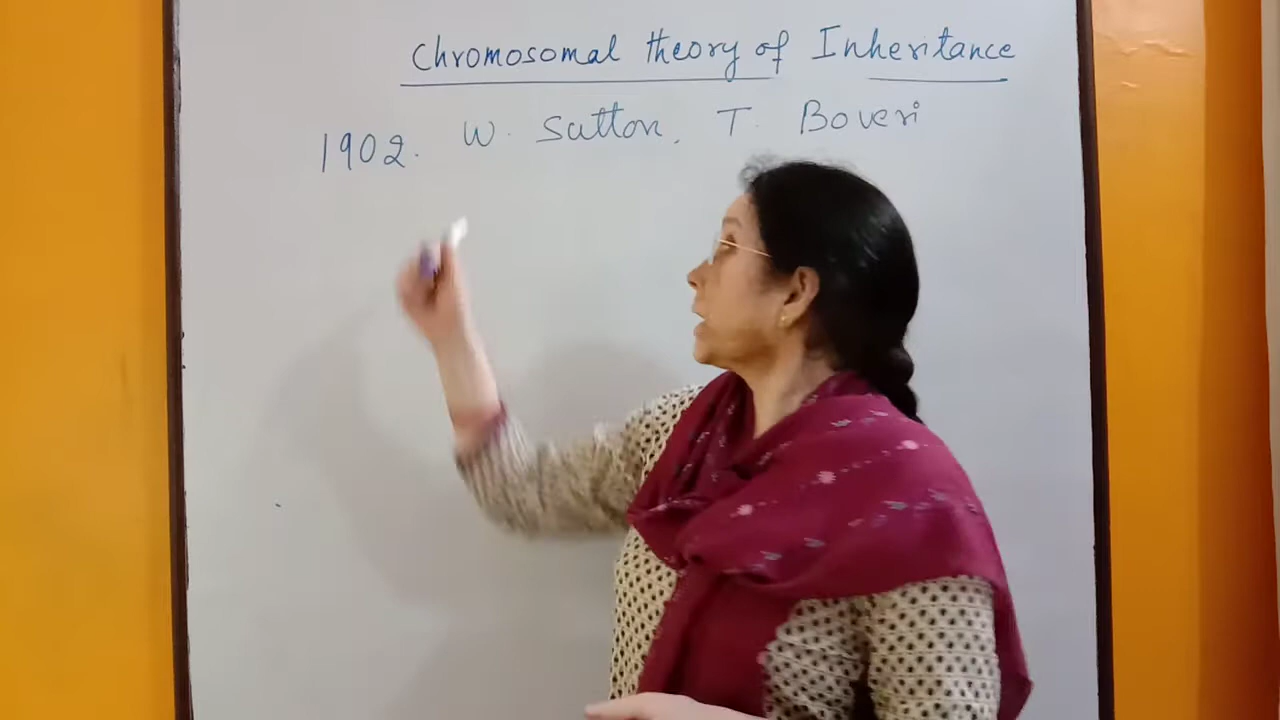 Chromosomal theory of Inheritance
1902. W. Sutton, T. Boveri